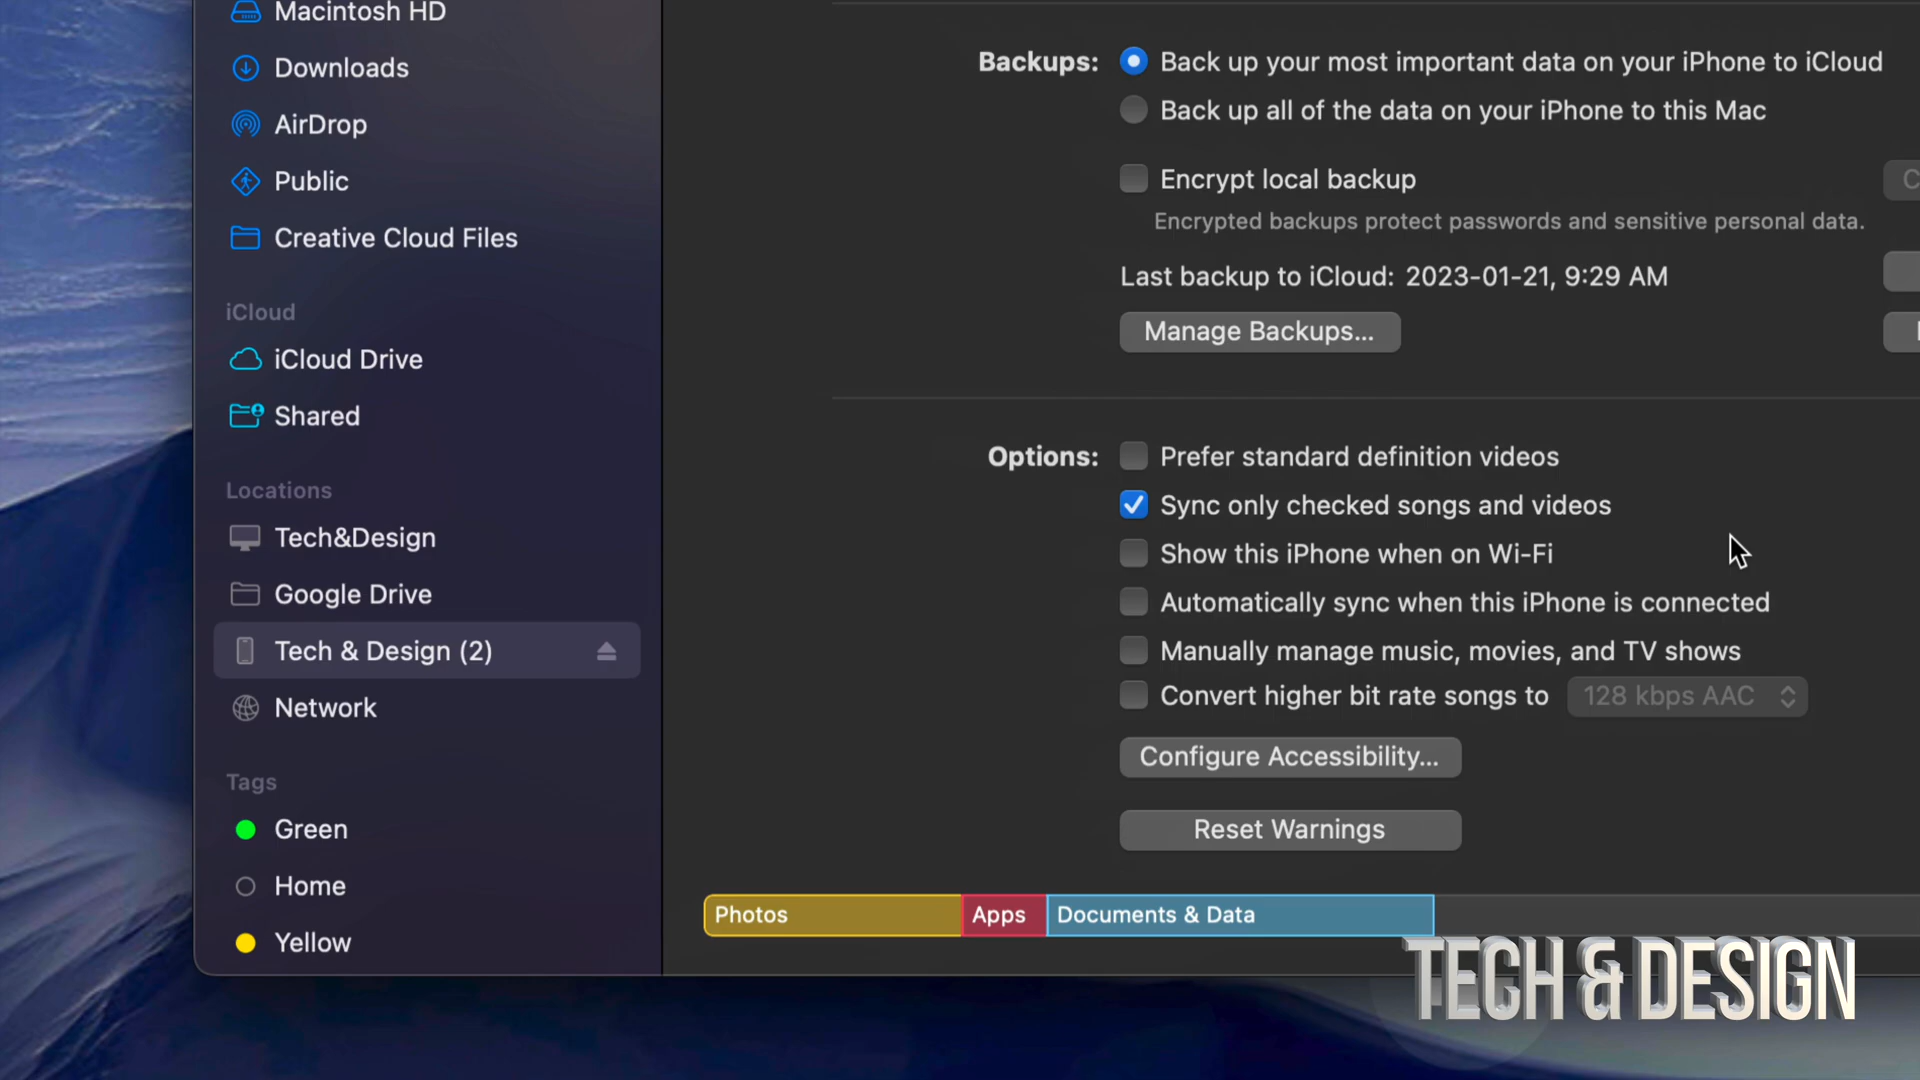 Macintosh HD
Downloads
AirDrop
Public
Creative Cloud Files
iCloud
iCloud Drive
Shared
Locations
Tech&Design
Google Drive
Tech & Design (2)
Network
Tags
Green
Home
Yellow
Backups: Back up your most important data on your iPhone to iCloud
Back up all of the data on your iPhone to this Mac
Encrypt local backup
Encrypted backups protect passwords and sensitive personal data.
Last backup to iCloud: 2023-01-21, 9:29 AM
Manage Backups...
Options: Prefer standard definition videos
Sync only checked songs and videos
Show this iPhone when on Wi-Fi
Automatically sync when this iPhone is connected
Manually manage music, movies, and TV shows
Convert higher bit rate songs to 128 kbps AAC
Configure Accessibility...
Reset Warnings
Photos Apps Documents & Data
TECH & DESIGN